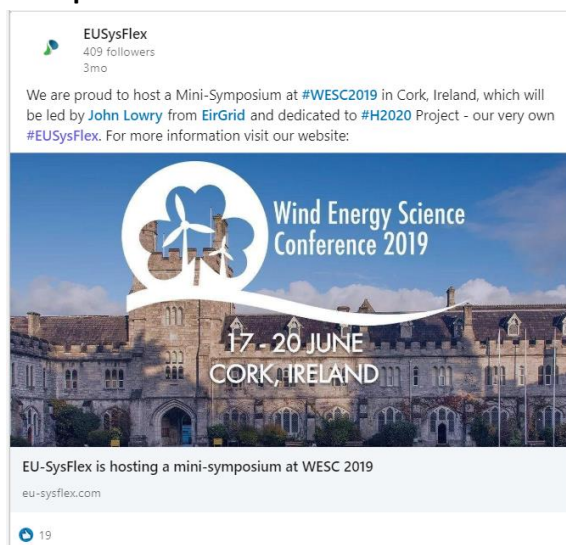 EUSysFlex
409 followers
3mo
We are proud to host a Mini-Symposium at #WESC2019 in Cork, Ireland, which will
be led by John Lowry from EirGrid and dedicated to #H2020 Project - our very own
#EUSysFlex. For more information visit our website:
Wind Energy Science
Conference 2019
17 - 20 JUNE
CORK, IRELAND
EU-SysFlex is hosting a mini-symposium at WESC 2019
eu-sysflex.com
19